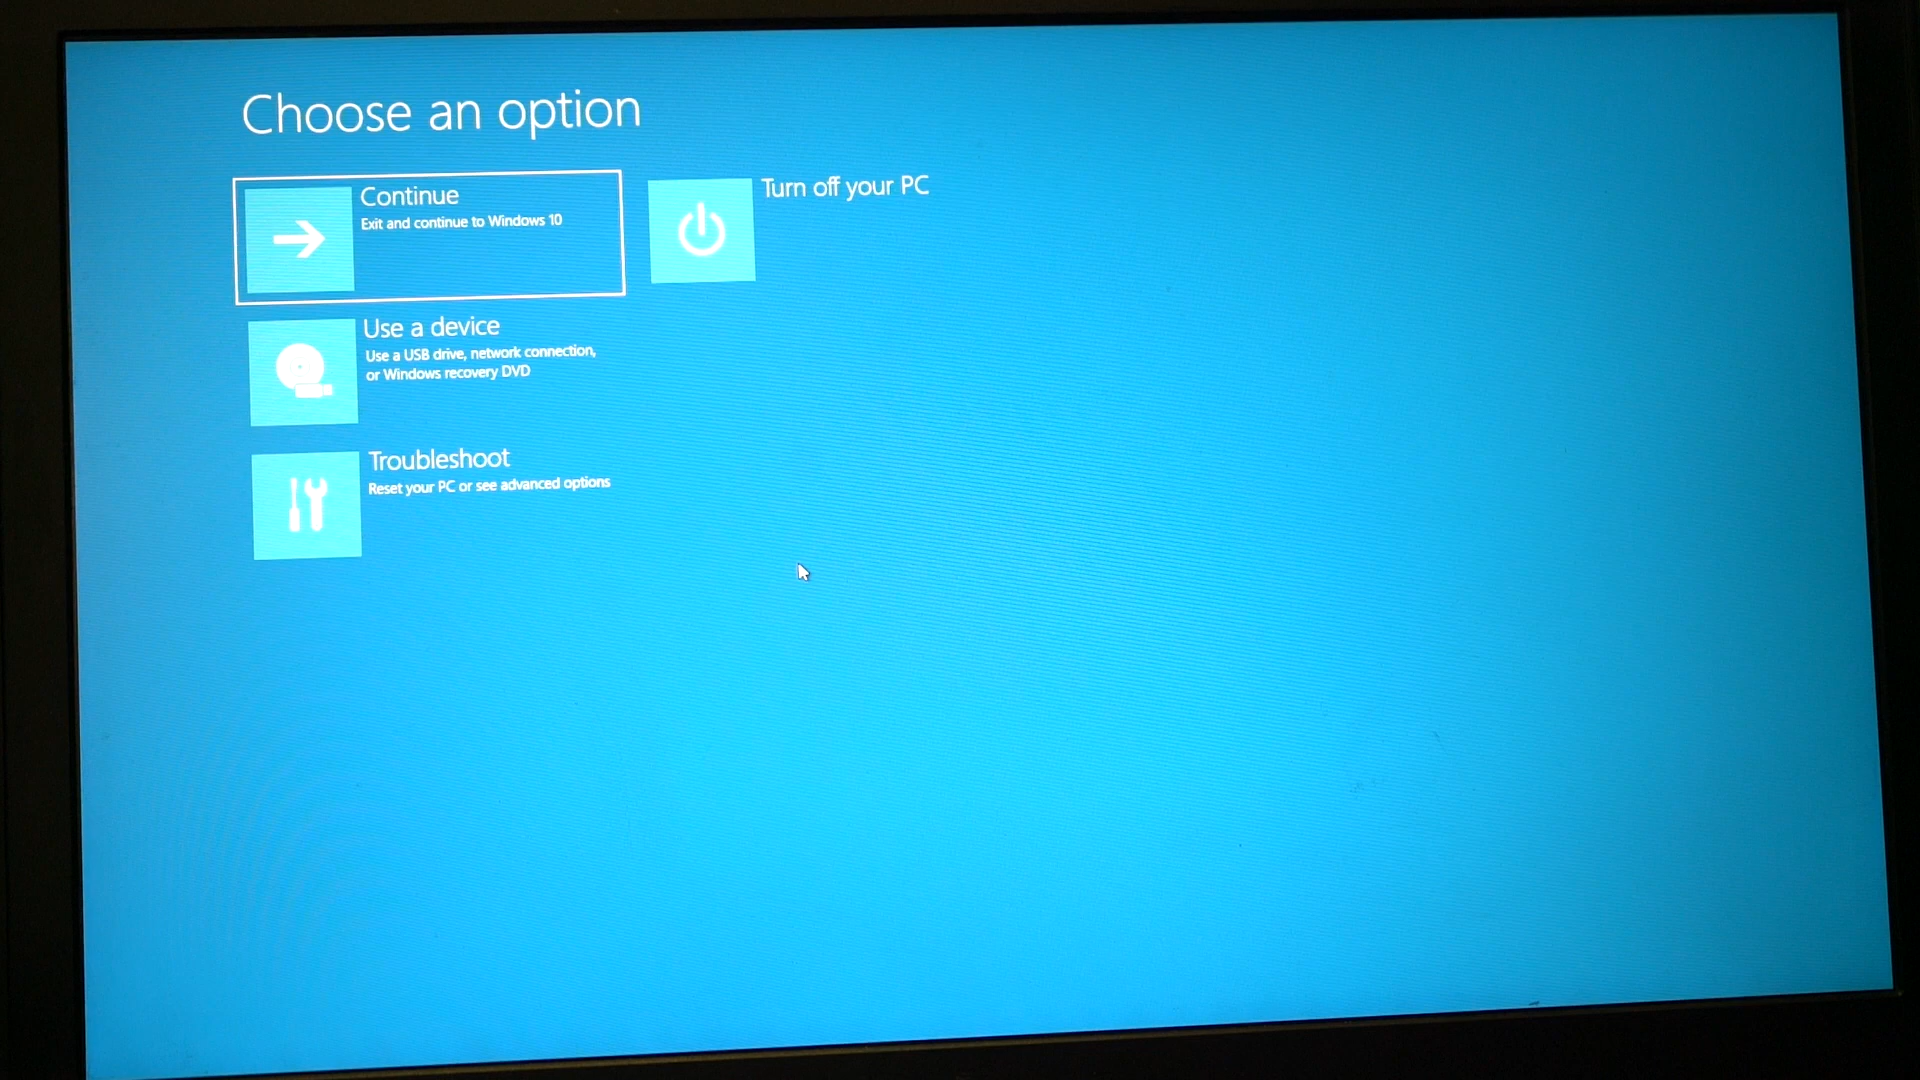 Choose an option
Continue
Exit and continue to Windows 10
Turn off your PC
Use a device
Use a USB drive, network connection,
or Windows recovery DVD
Troubleshoot
Reset your PC or see advanced options